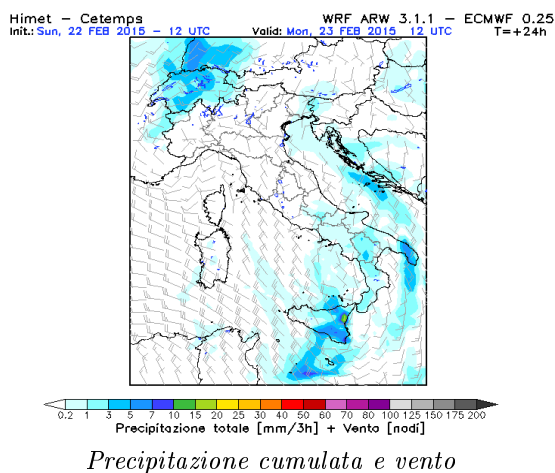 Himet – Cetemps WRF ARW 3.1.1 – ECMWF 0.25
Init.: Sun, 22 FEB 2015 – 12 UTC Valid: Mon, 23 FEB 2015 12 UTC T=+24h
0.2 1 3 5 7 10 15 20 25 30 40 50 60 70 80 100 125 150 175 200
Precipitazione totale [mm/3h] + Vento [nodi]
Precipitazione cumulata e vento